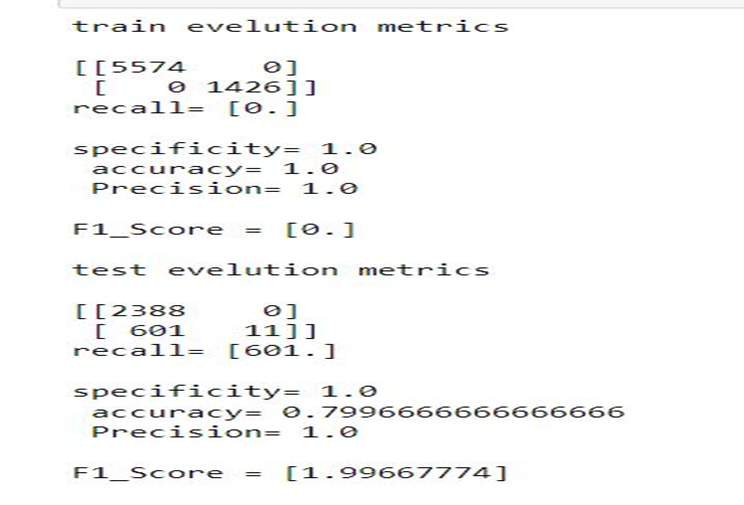 train evelution metrics
[[5574 0]
[ 0 1426]]
recall= [0.]
specificity= 1.0
accuracy= 1.0
Precision= 1.0
F1_Score = [0.]
test evelution metrics
[[2388 0]
[ 601 11]]
recall= [601.]
specificity= 1.0
accuracy= 0.7996666666666666
Precision= 1.0
F1_Score = [1.99667774]